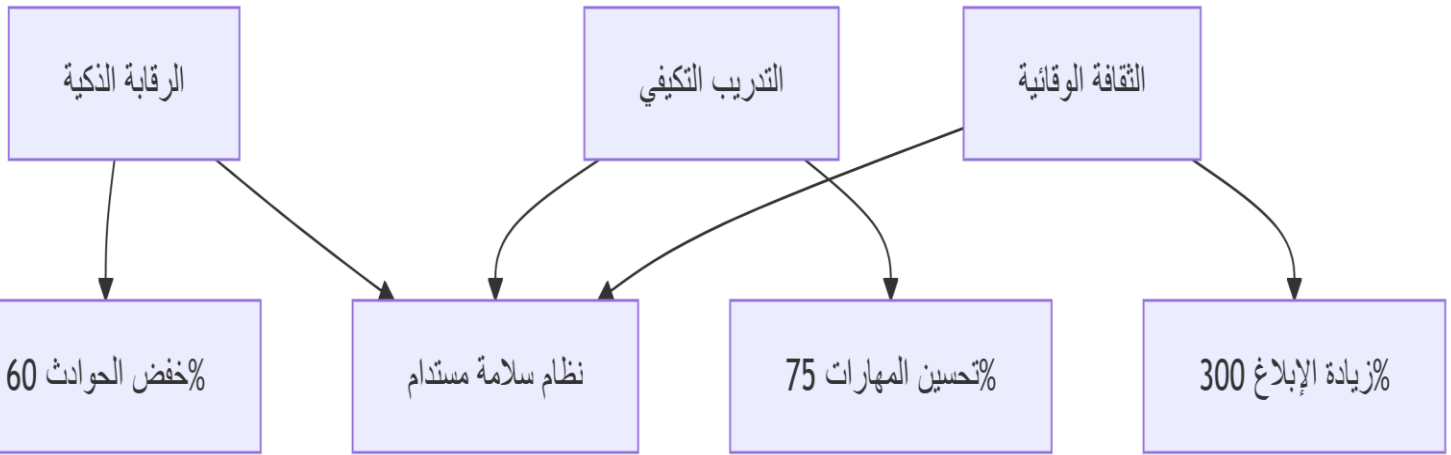 الثقافة الوقائية
التدريب التكيفي
الرقابة الذكية
%زيادة الإبلاغ 300
%تحسين المهارات 75
نظام سلامة مستدام
%خفض الحوادث 60